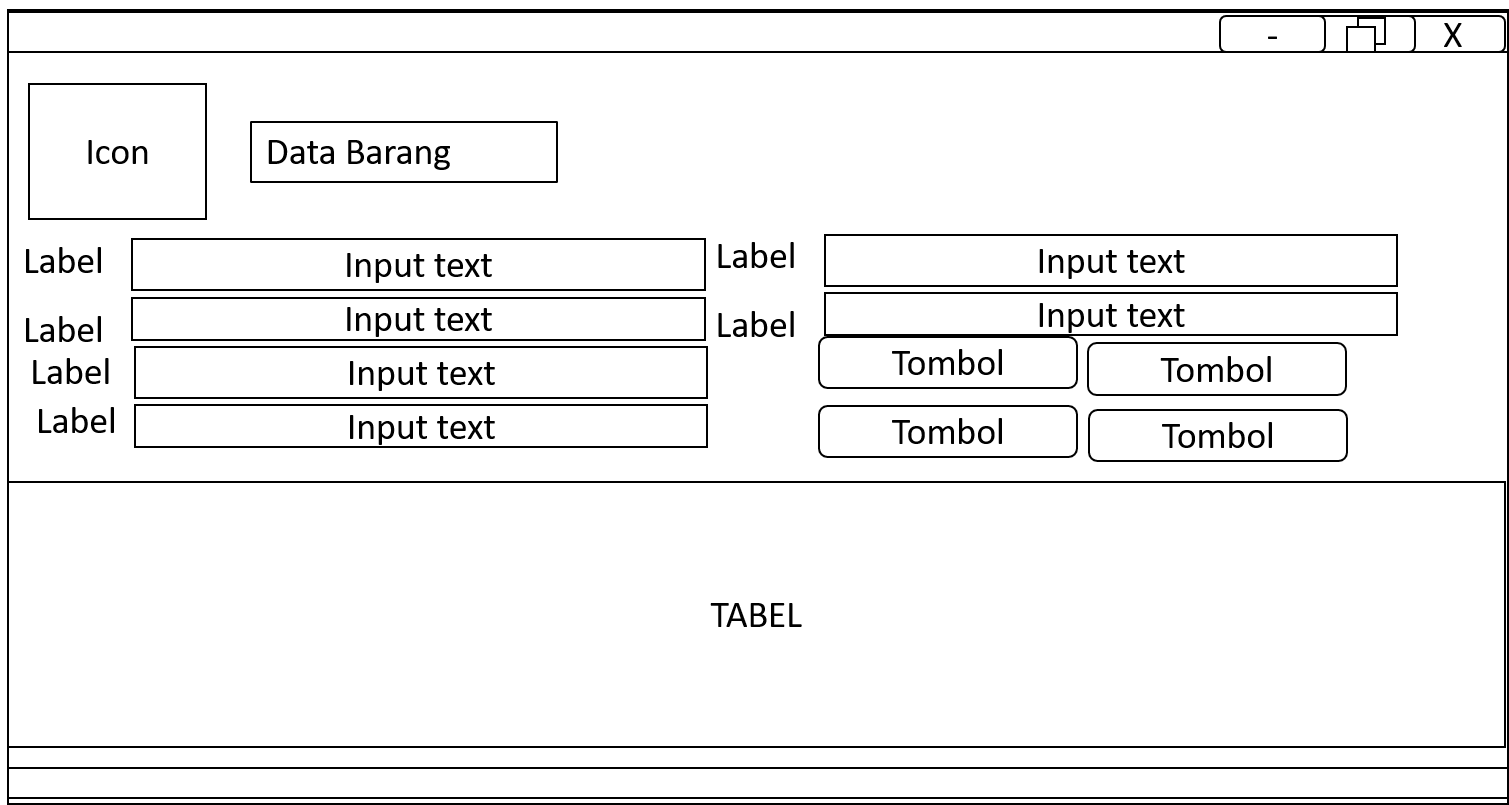 -
X
Icon
Data Barang
Label
Input text
Label
Input text
Label
Input text
Label
Input text
Label
Input text
Label
Input text
Tombol
Tombol
Tombol
Tombol
TABEL